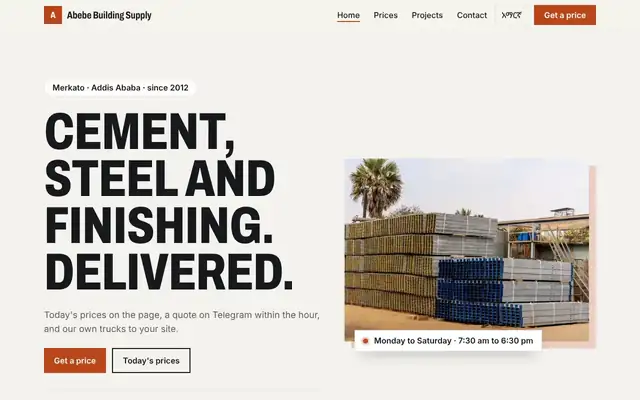 A Abebe Building Supply
Home Prices Projects Contact አማርኛ Get a price
Merkato · Addis Ababa · since 2012
CEMENT,
STEEL AND
FINISHING.
DELIVERED.
Today's prices on the page, a quote on Telegram within the hour,
and our own trucks to your site.
Get a price Today's prices
Monday to Saturday · 7:30 am to 6:30 pm